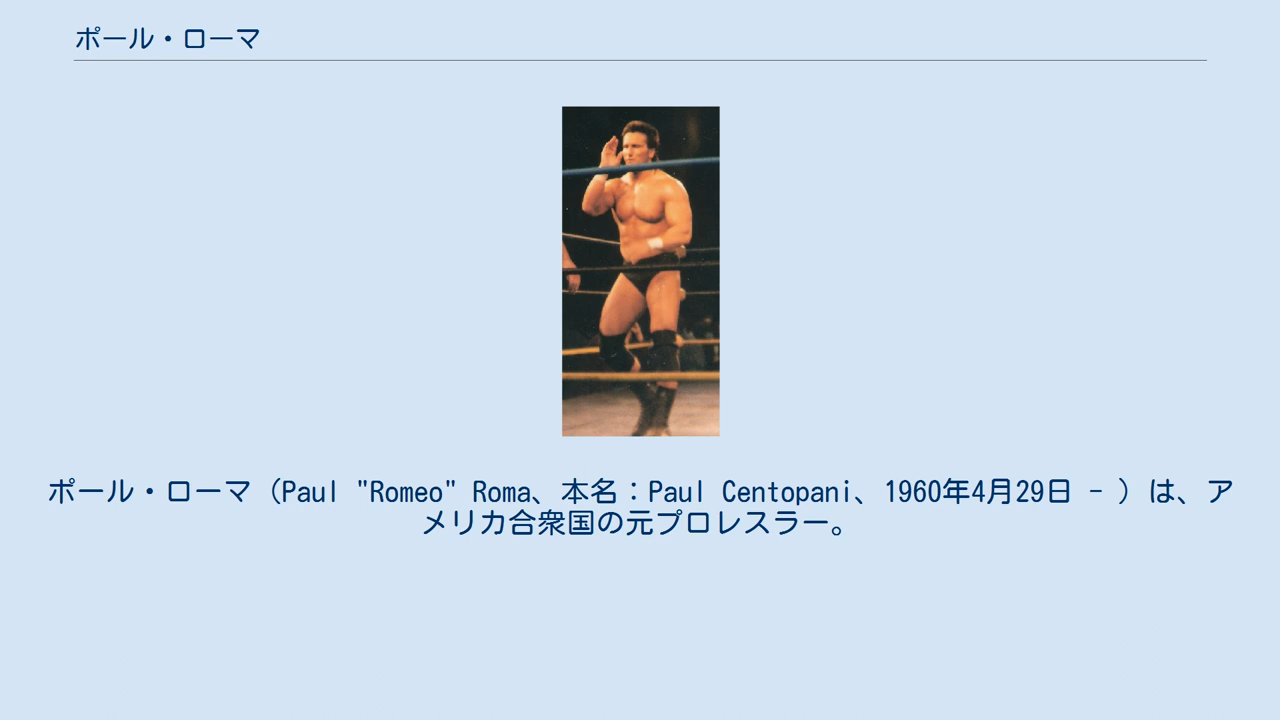 ポール・ローマ
ポール・ローマ（Paul "Romeo" Roma、本名：Paul Centopani、1960年4月29日 - ）は、ア
メリカ合衆国の元プロレスラー。